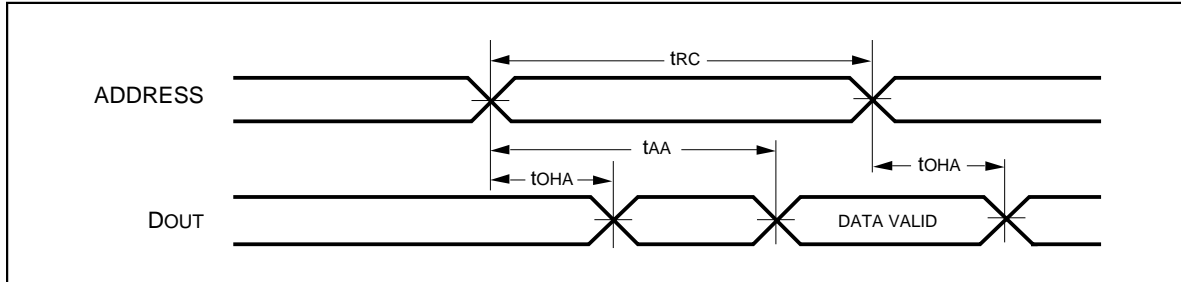 tRC
ADDRESS
tAA
tOHA
tOHA
DOUT
DATA VALID